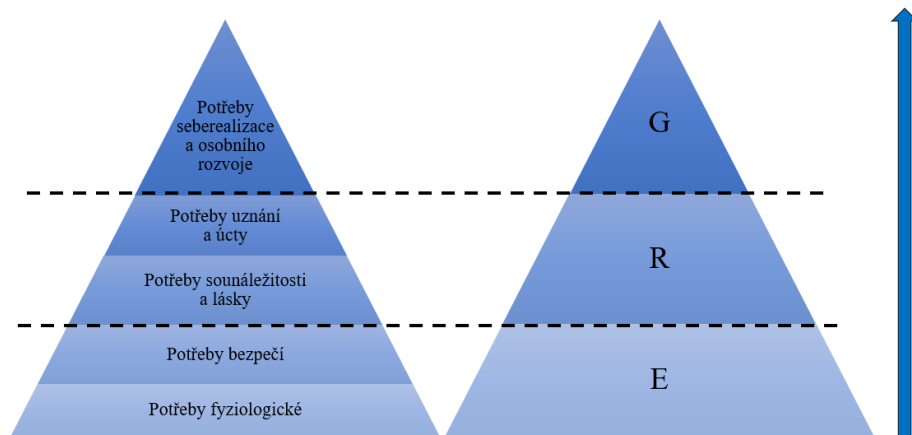 Potřeby
seberealizace
a osobního
rozvoje
Potřeby uznání
a úcty
Potřeby sounáležitosti
a lásky
Potřeby bezpečí
Potřeby fyziologické
G
R
E